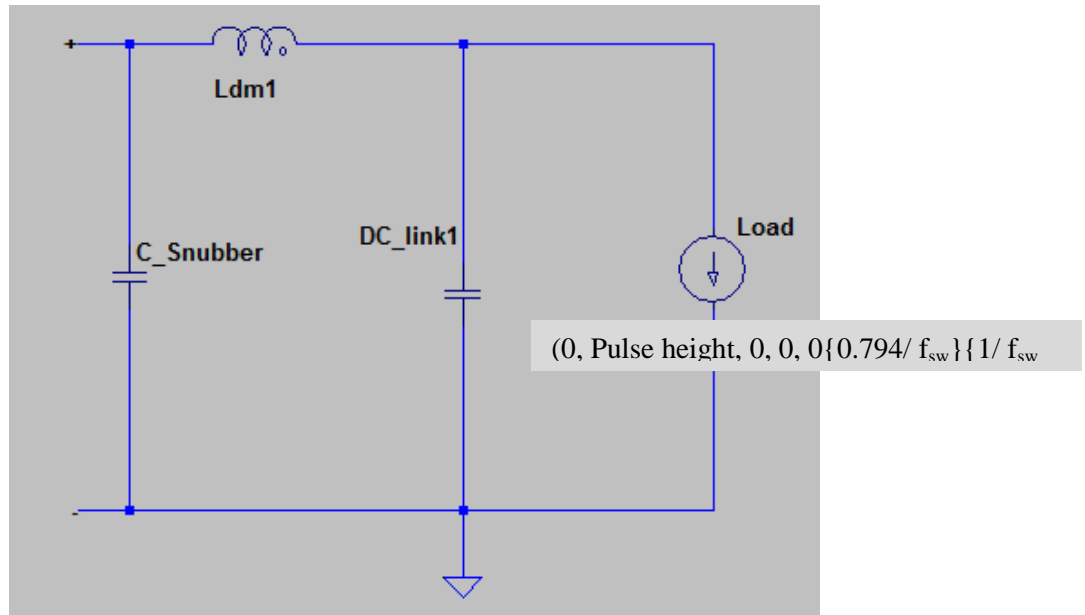 +
Ldm1
C_Snubber
DC_link1
Load
(0, Pulse height, 0, 0, 0{0.794/ fsw}{1/ fsw
-